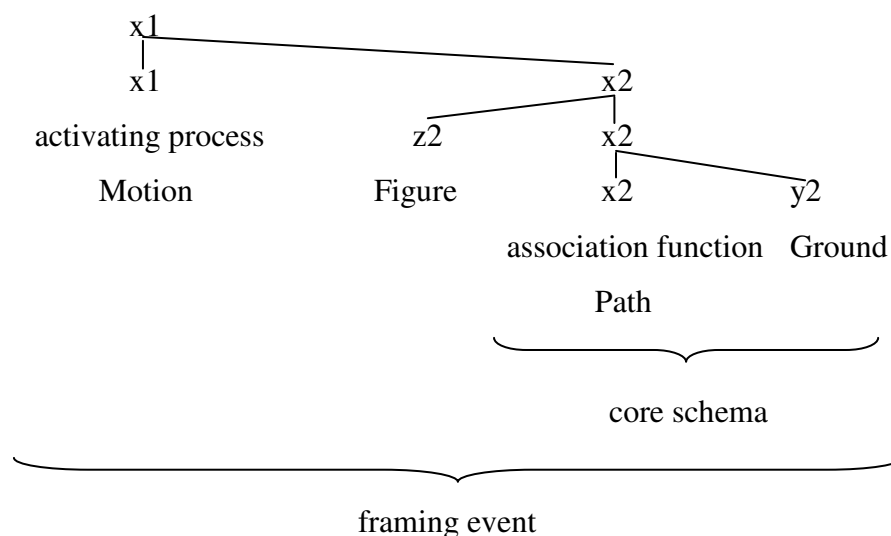 x1
x1 x2
activating process z2 x2
Motion Figure x2 y2
association function Ground
Path
core schema
framing event